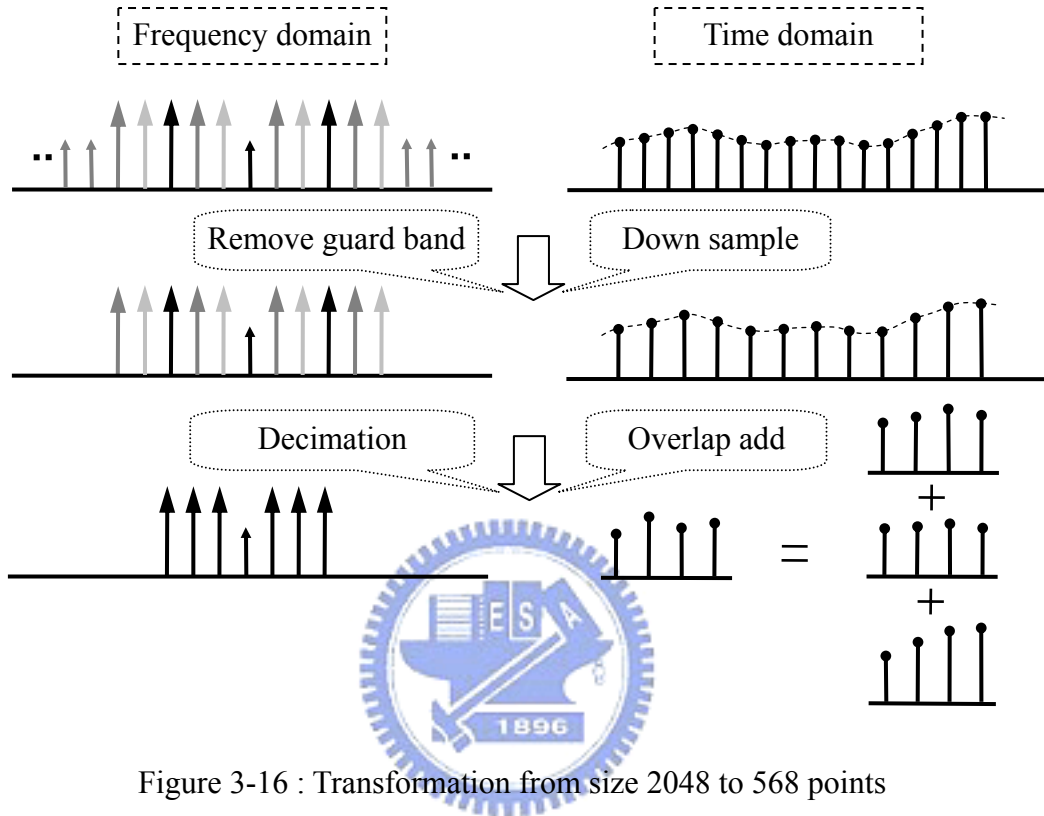 Frequency domain
Time domain
Remove guard band
Down sample
Decimation
Overlap add
+
=
+
E S A
1896
Figure 3-16 : Transformation from size 2048 to 568 points